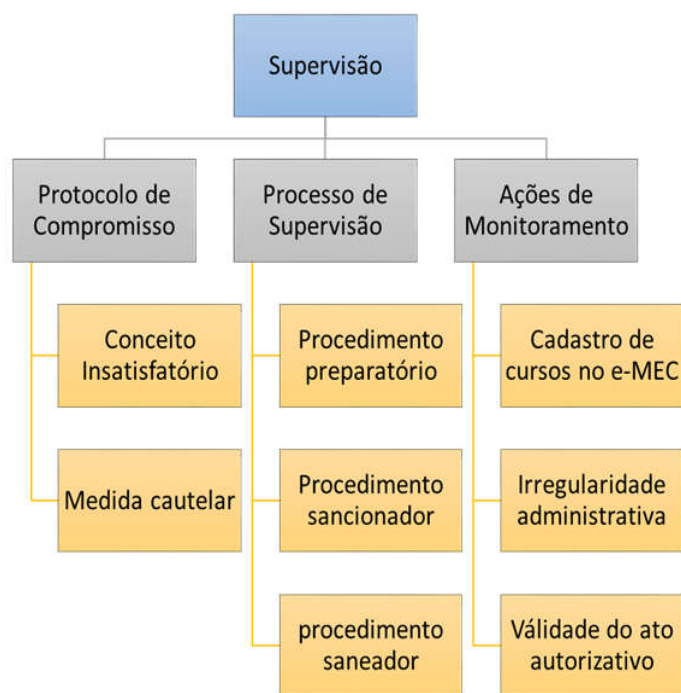 Supervisão
Protocolo de
Compromisso
Processo de
Supervisão
Ações de
Monitoramento
Conceito
Insatisfatório
Procedimento
preparatório
Cadastro de
cursos no e-MEC
Medida cautelar
Procedimento
sancionador
Irregularidade
administrativa
procedimento
saneador
Válidade do ato
autorizativo